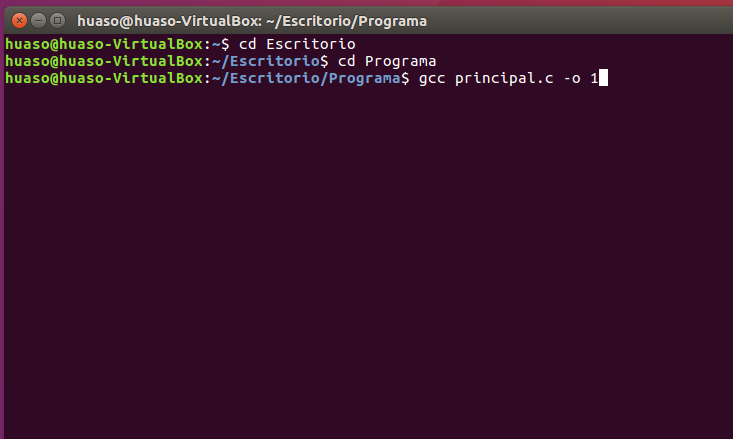 huaso@huaso-VirtualBox: ~/Escritorio/Programa
huaso@huaso-VirtualBox:~$ cd Escritorio
huaso@huaso-VirtualBox:~/Escritorio$ cd Programa
huaso@huaso-VirtualBox:~/Escritorio/Programa$ gcc principal.c -o 1